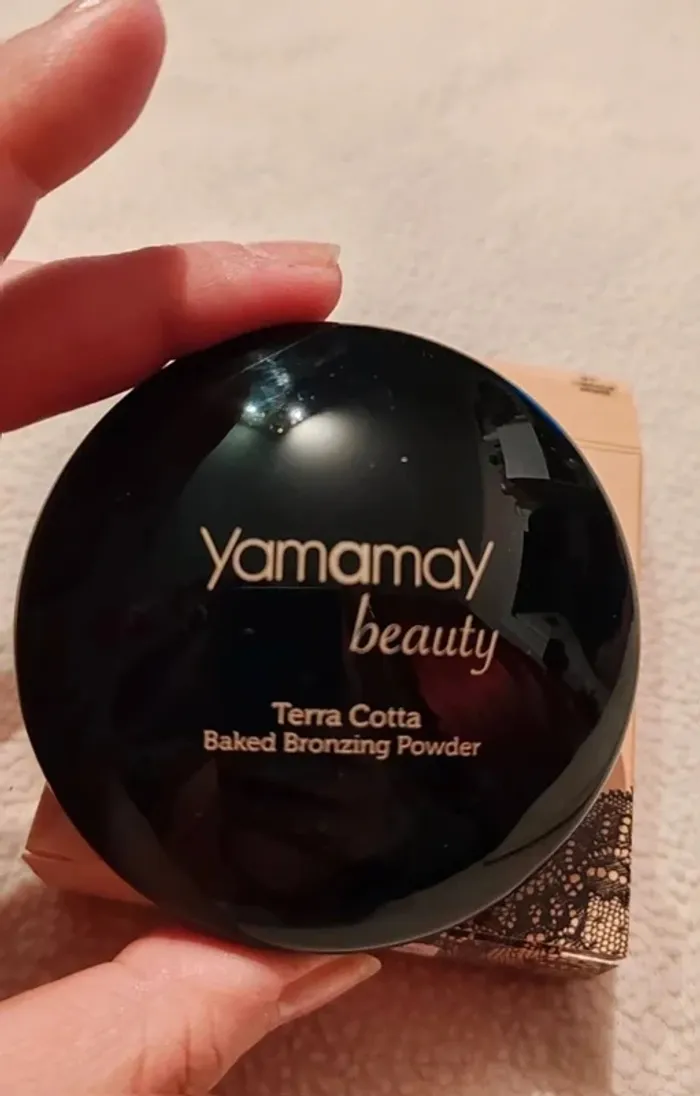 yamamay
beauty
Terra Cotta
Baked Bronzing Powder